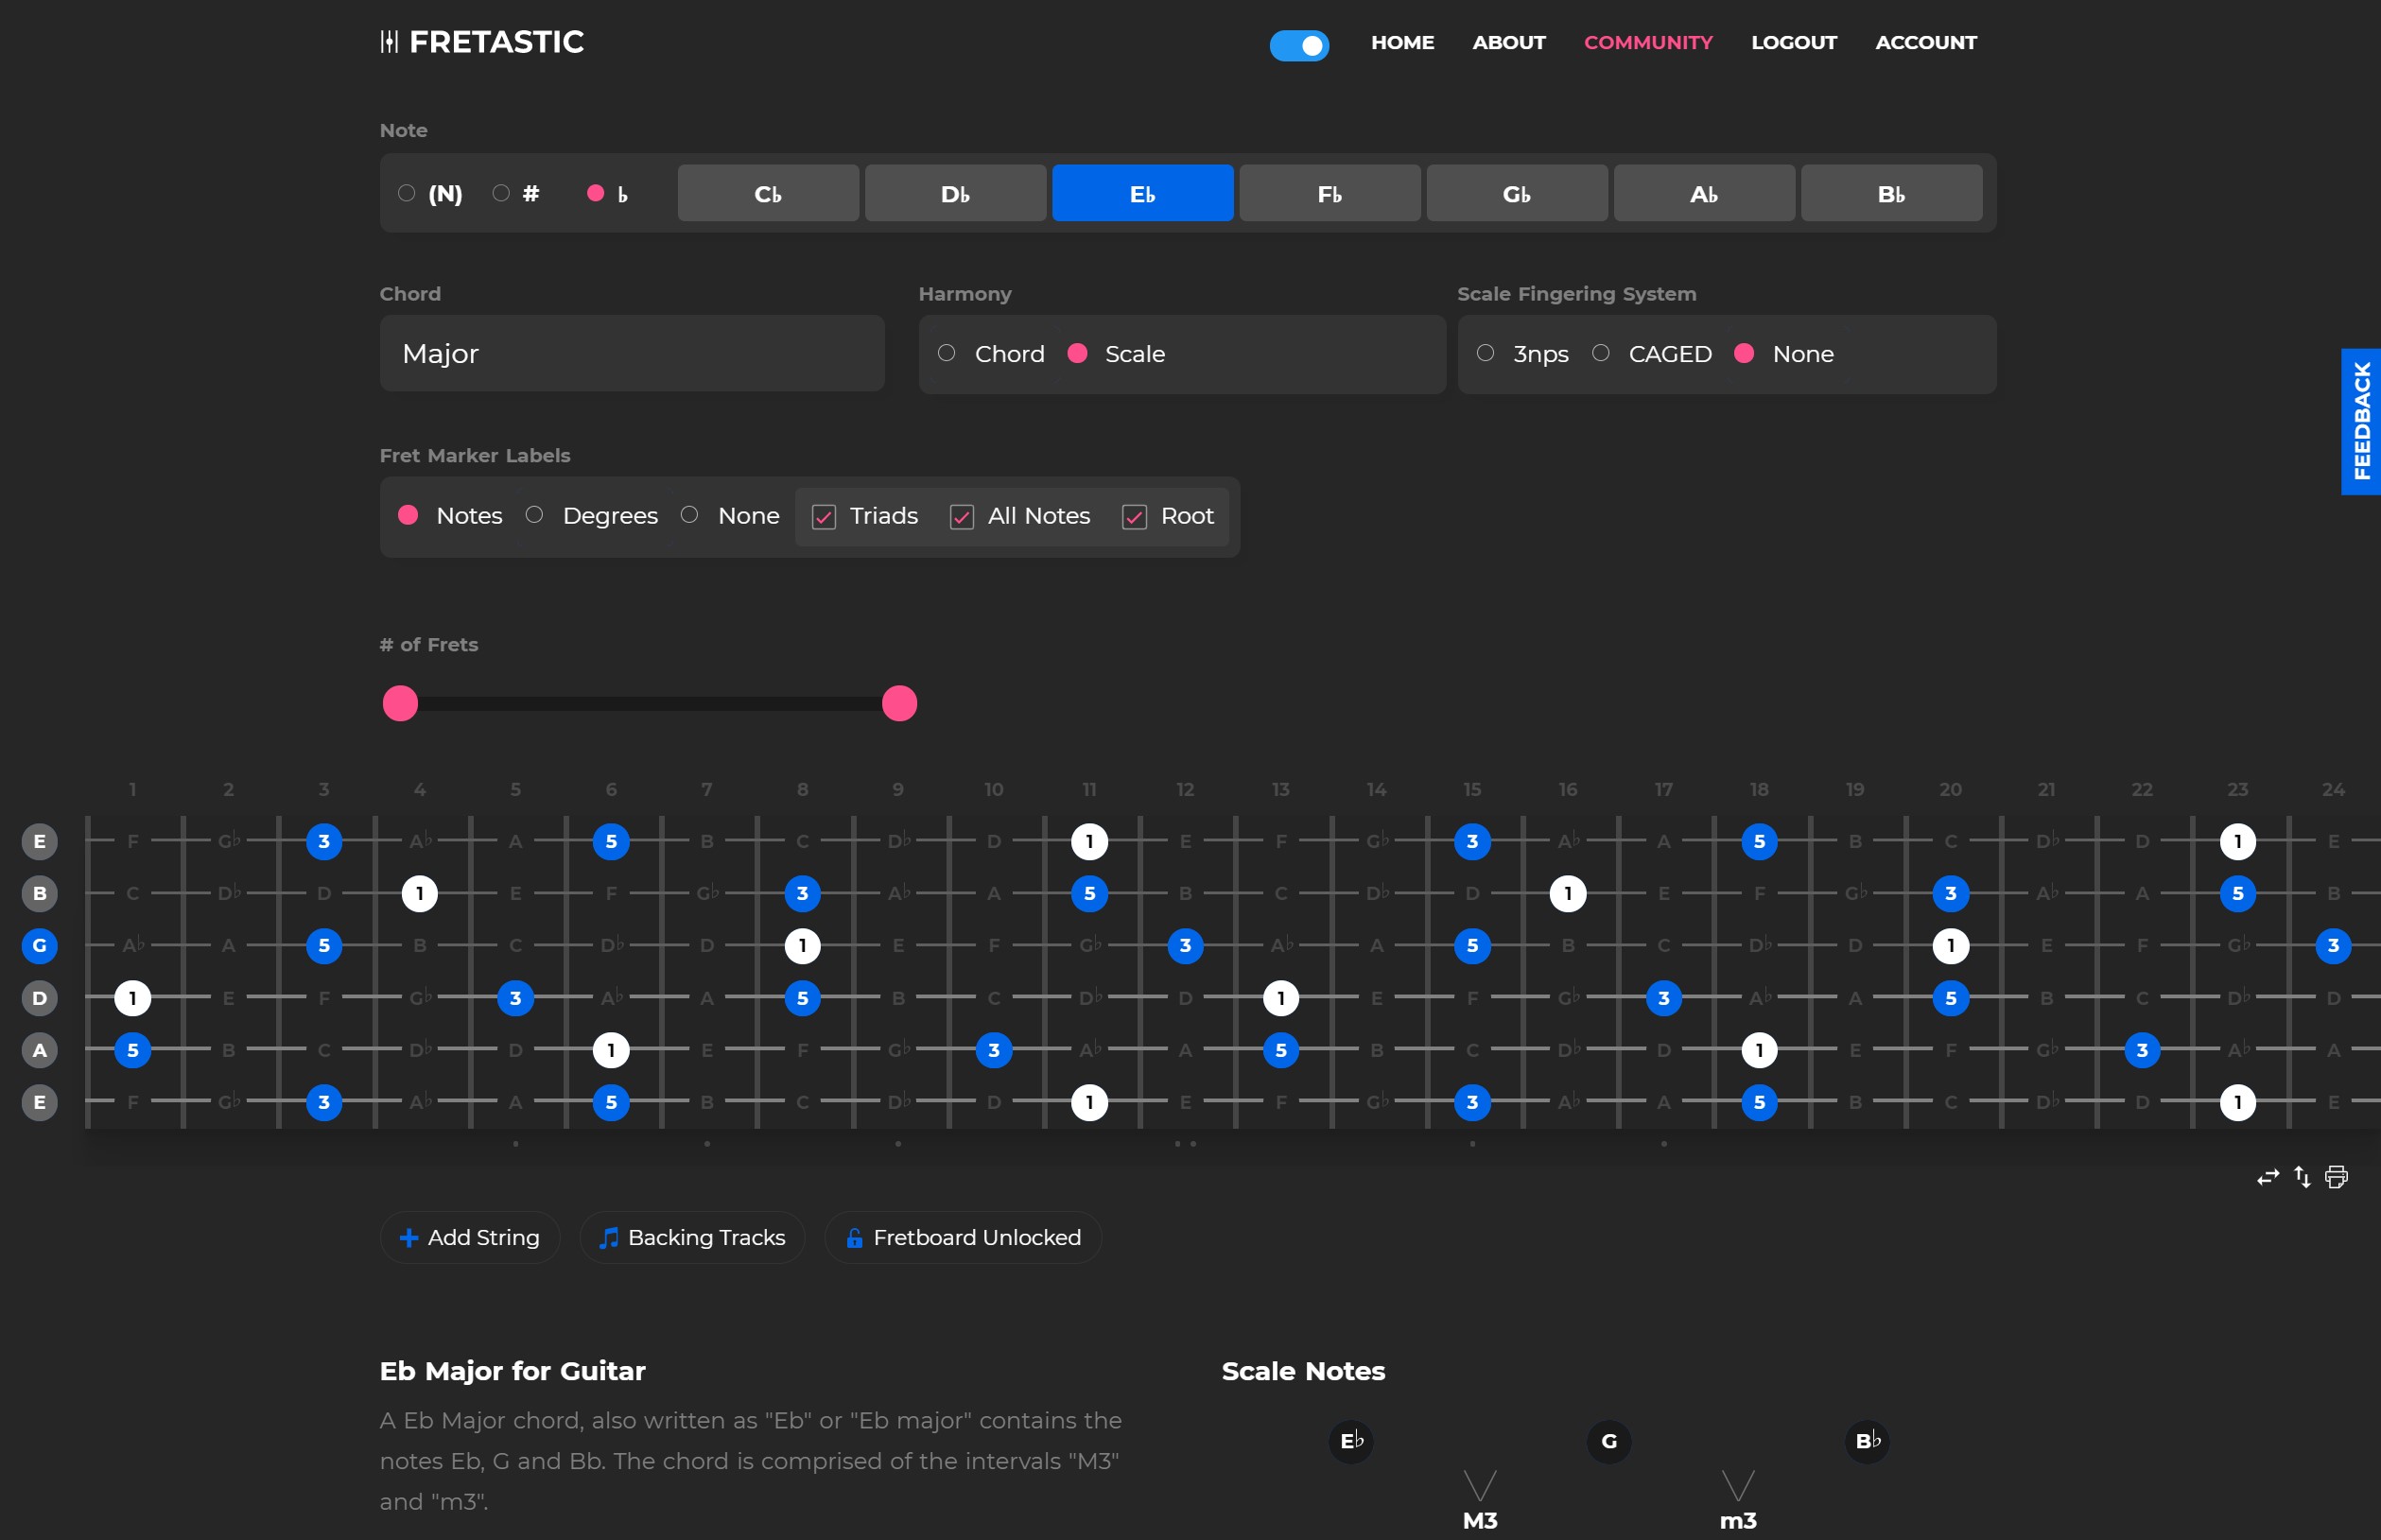 FRETASTIC HOME ABOUT COMMUNITY LOGOUT ACCOUNT
Note
(N) # ♭ C♭ D♭ E♭ F♭ G♭ A♭ B♭
Chord Harmony Scale Fingering System
Major Chord Scale 3nps CAGED None
FEEDBACK
Fret Marker Labels
Notes Degrees None Triads All Notes Root
# of Frets
1 2 3 4 5 6 7 8 9 10 11 12 13 14 15 16 17 18 19 20 21 22 23 24
E F G♭ 3 A♭ A 5 B C D♭ D 1 E F G♭ 3 A♭ A 5 B C D♭ D 1 E
B C D♭ D 1 E F G♭ 3 A♭ A 5 B C D♭ D 1 E F G♭ 3 A♭ A 5 B
G A♭ A 5 B C D♭ D 1 E F G♭ 3 A♭ A 5 B C D♭ D 1 E F G♭ 3
D 1 E F G♭ 3 A♭ A 5 B C D♭ D 1 E F G♭ 3 A♭ A 5 B C D♭ D
A 5 B C D♭ D 1 E F G♭ 3 A♭ A 5 B C D♭ D 1 E F G♭ 3 A♭ A
E F G♭ 3 A♭ A 5 B C D♭ D 1 E F G♭ 3 A♭ A 5 B C D♭ D 1 E
Add String Backing Tracks Fretboard Unlocked
Eb Major for Guitar
A Eb Major chord, also written as "Eb" or "Eb major" contains the
notes Eb, G and Bb. The chord is comprised of the intervals "M3"
and "m3".
Scale Notes
E♭ G B♭
M3 m3